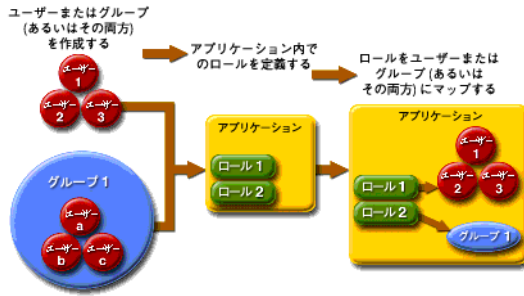 ユーザーまたはグループ
(あるいはその両方)
を作成する
アプリケーション内で
のロールを定義する
ロールをユーザーまたは
グループ (あるいは
その両方) にマップする
ユーザー
1
ユーザー
2
ユーザー
3
グループ 1
ユーザー
a
ユーザー
b
ユーザー
c
アプリケーション
ロール 1
ロール 2
アプリケーション
ユーザー
1
ユーザー
2
ユーザー
3
ロール 1
ロール 2
グループ 1